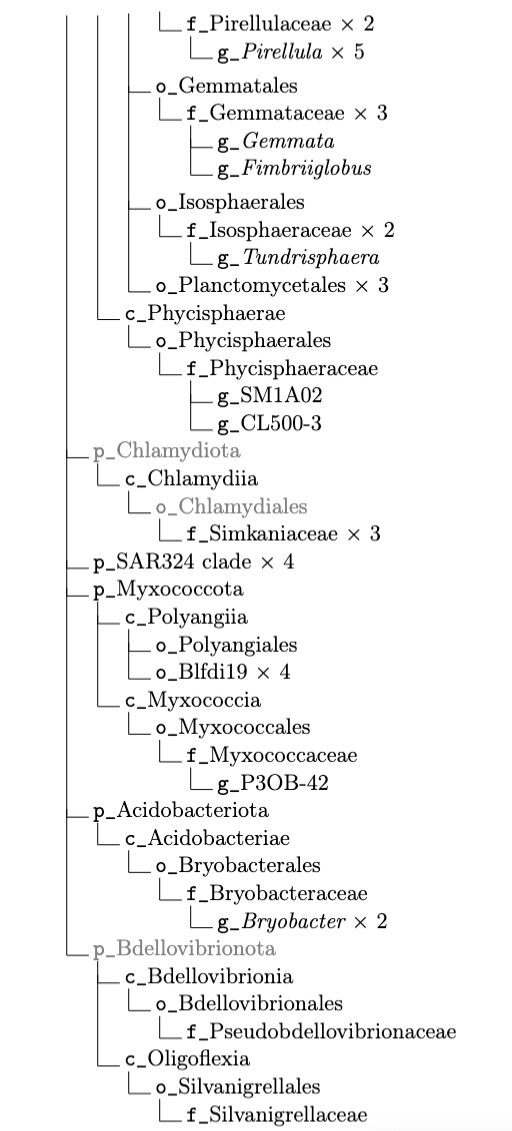 f_Pirellulaceae × 2
g_Pirellula × 5
o_Gemmatales
f_Gemmataceae × 3
g_Gemmata
g_Fimbriiglobus
o_Isosphaerales
f_Isosphaeraceae × 2
g_Tundrisphaera
o_Planctomycetales × 3
c_Phycisphaerae
o_Phycisphaerales
f_Phycisphaeraceae
g_SM1A02
g_CL500-3
p_Chlamydiota
c_Chlamydiia
o_Chlamydiales
f_Simkaniaceae × 3
p_SAR324 clade × 4
p_Myxococcota
c_Polyangiia
o_Polyangiales
o_Blfdi19 × 4
c_Myxococcia
o_Myxococcales
f_Myxococcaceae
g_P3OB-42
p_Acidobacteriota
c_Acidobacteriae
o_Bryobacterales
f_Bryobacteraceae
g_Bryobacter × 2
p_Bdellovibrionota
c_Bdellovibrionia
o_Bdellovibrionales
f_Pseudobdellovibrionaceae
c_Oligoflexia
o_Silvanigrellales
f_Silvanigrellaceae